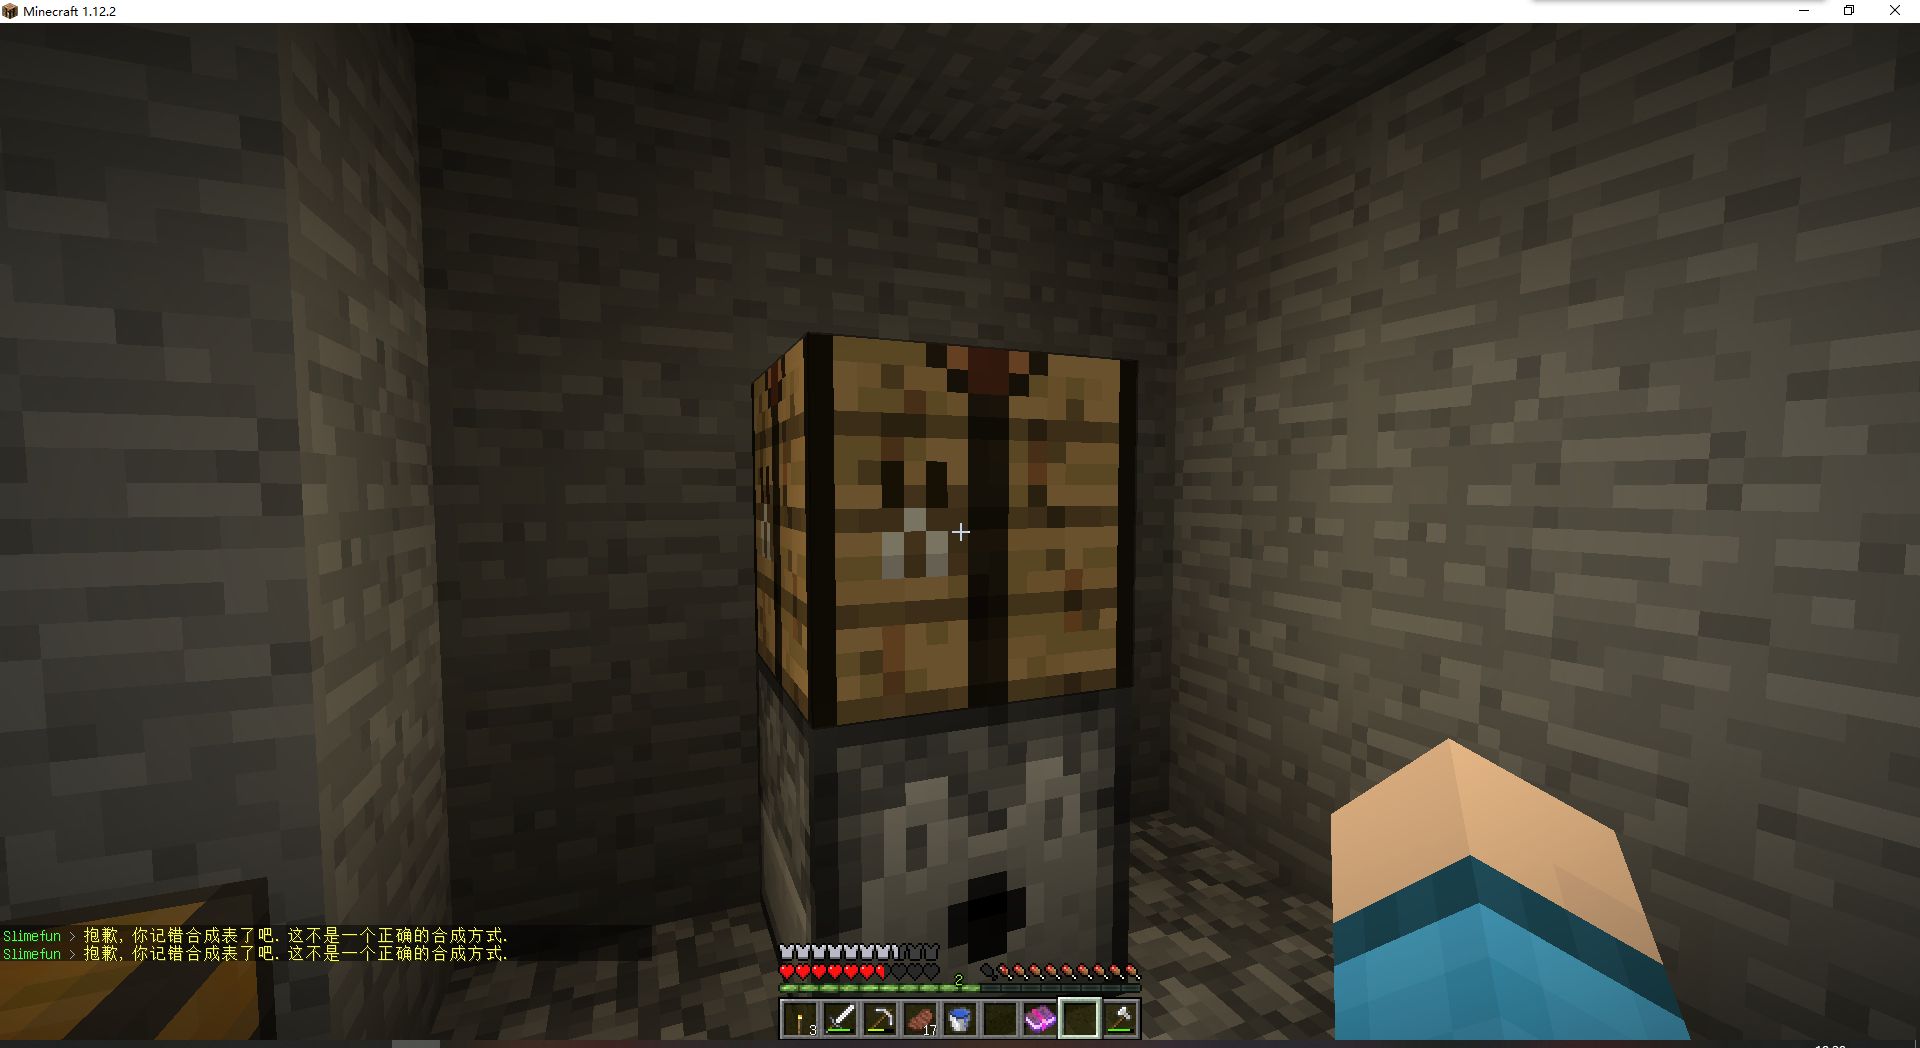 Minecraft 1.12.2
Slimefun > 抱歉, 你记错合成表了吧. 这不是一个正确的合成方式.
Slimefun > 抱歉, 你记错合成表了吧. 这不是一个正确的合成方式.
2
3
17